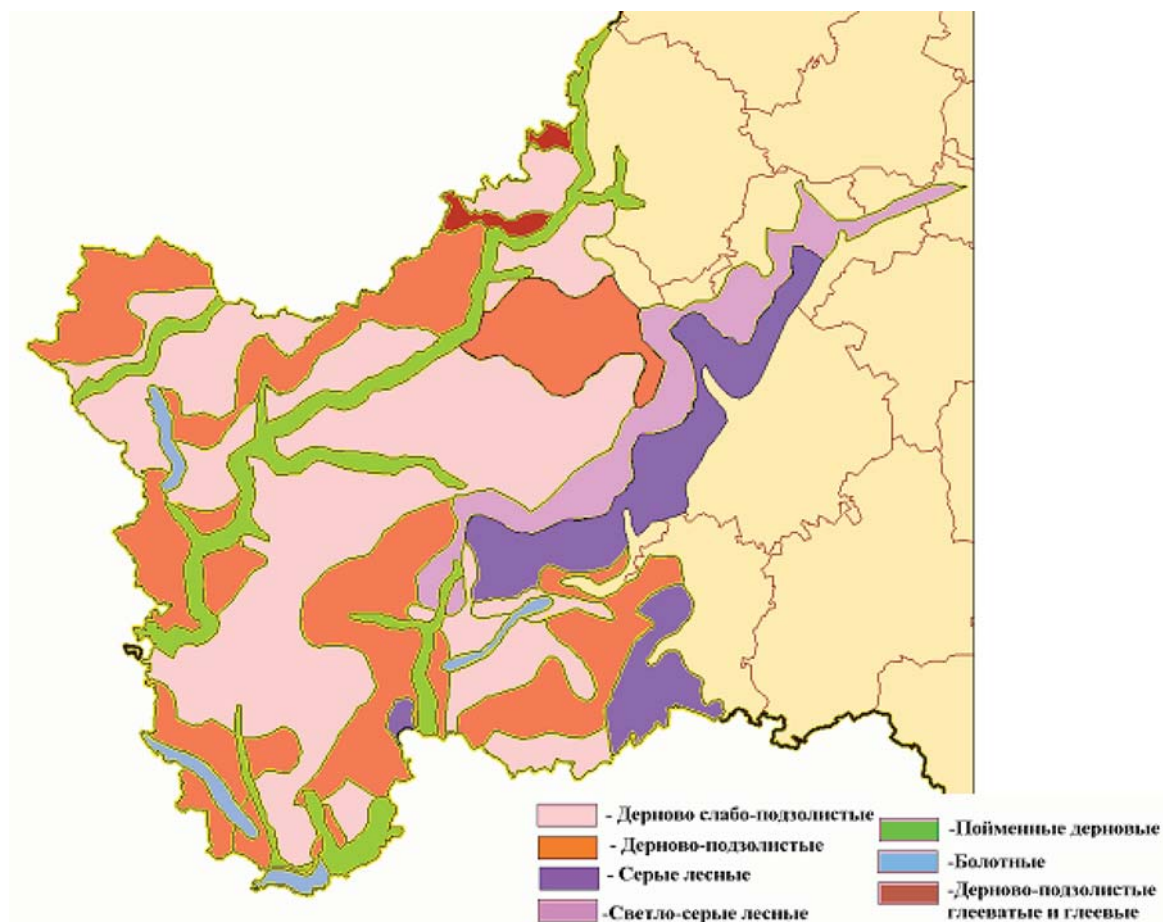 - Дерново слабо-подзолистые
- Дерново-подзолистые
- Серые лесные
-Светло-серые лесные
-Пойменные дерновые
-Болотные
-Дерново-подзолистые
глееватые и глеевые